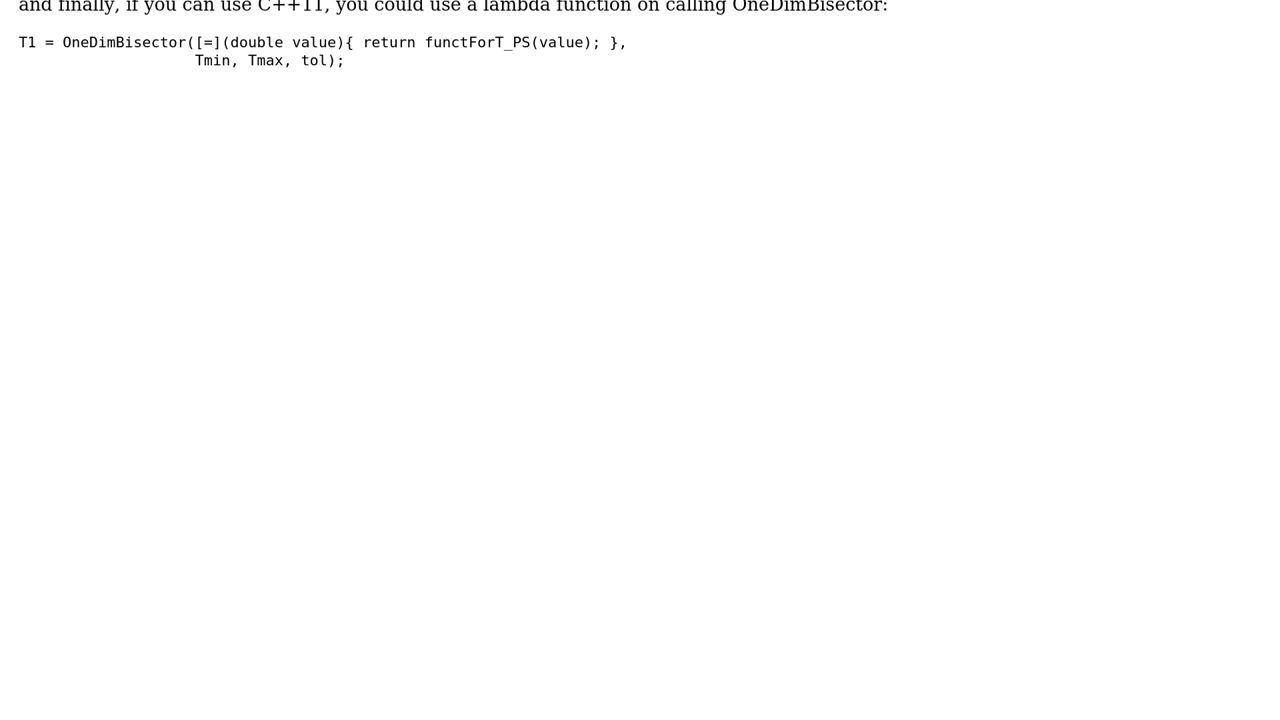 and finally, if you can use C++11, you could use a lambda function on calling OneDimBisector:
T1 = OneDimBisector([=](double value){ return functForT_PS(value); },
                    Tmin, Tmax, tol);